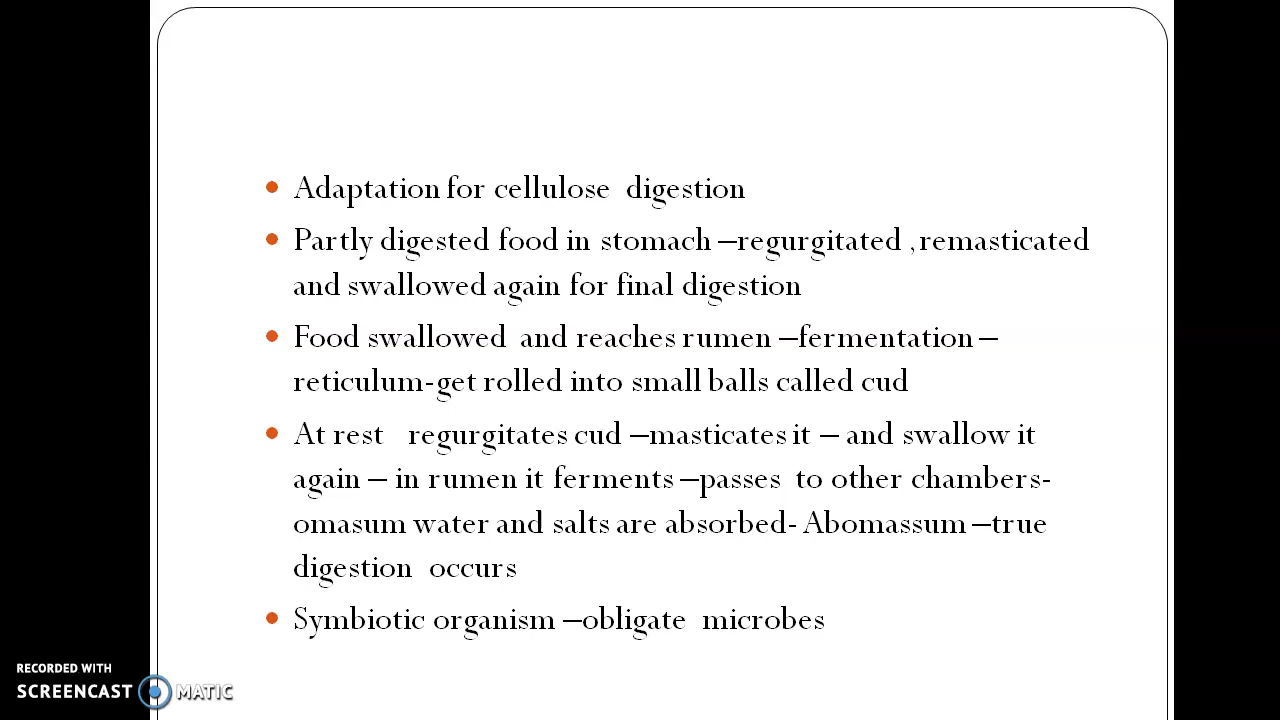 • Adaptation for cellulose digestion
• Partly digested food in stomach –regurgitated ,remasticated
and swallowed again for final digestion
• Food swallowed and reaches rumen –fermentation –
reticulum-get rolled into small balls called cud
• At rest regurgitates cud –masticates it – and swallow it
again – in rumen it ferments –passes to other chambers-
omasum water and salts are absorbed- Abomassum –true
digestion occurs
• Symbiotic organism –obligate microbes
RECORDED WITH
SCREENCAST MATIC